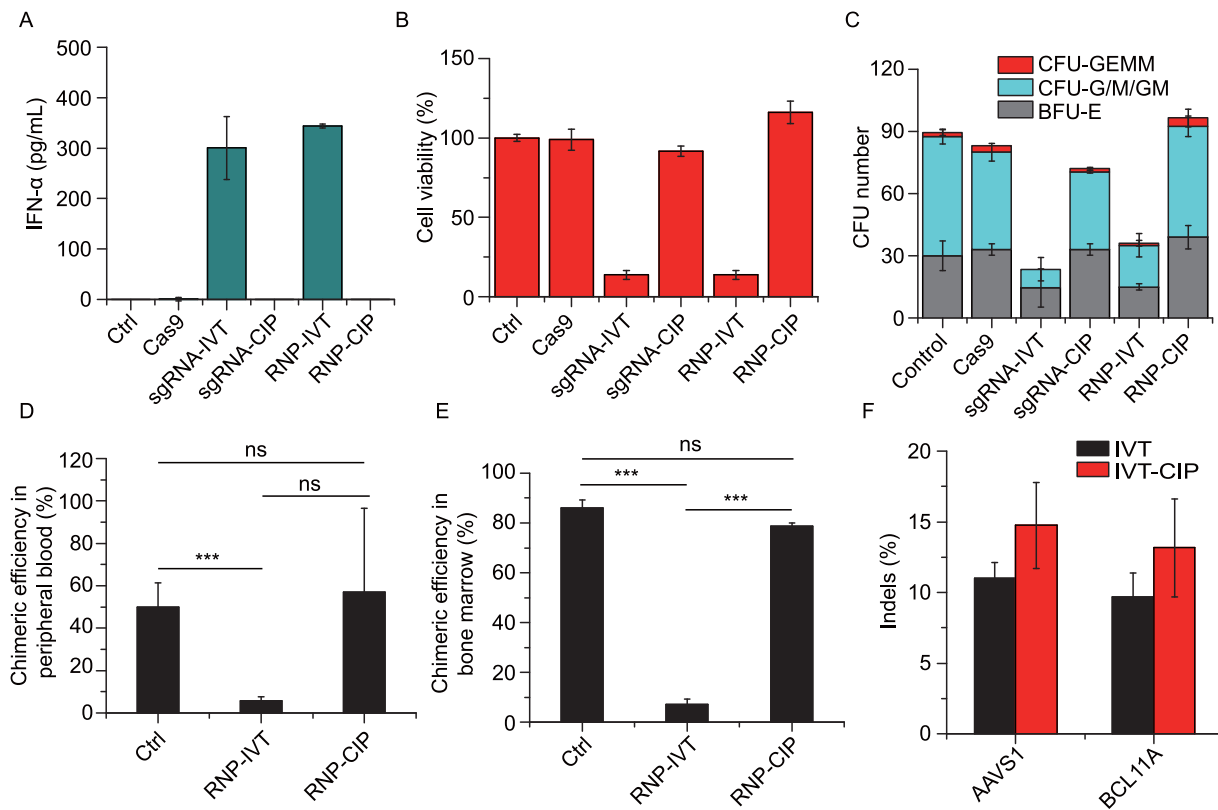 A
IFN-α (pg/mL)
500
400
300
200
100
0
Ctrl
Cas9
sgRNA-IVT
sgRNA-CIP
RNP-IVT
RNP-CIP
B
Cell viability (%)
150
100
50
0
Ctrl
Cas9
sgRNA-IVT
sgRNA-CIP
RNP-IVT
RNP-CIP
C
CFU number
120
90
60
30
0
CFU-GEMM
CFU-G/M/GM
BFU-E
Control
Cas9
sgRNA-IVT
sgRNA-CIP
RNP-IVT
RNP-CIP
D
Chimeric efficiency in
peripheral blood (%)
120
100
80
60
40
20
0
ns
ns
***
Ctrl
RNP-IVT
RNP-CIP
E
Chimeric efficiency in
bone marrow (%)
100
80
60
40
20
0
ns
***
***
Ctrl
RNP-IVT
RNP-CIP
F
Indels (%)
20
15
10
5
0
IVT
IVT-CIP
AAVS1
BCL11A